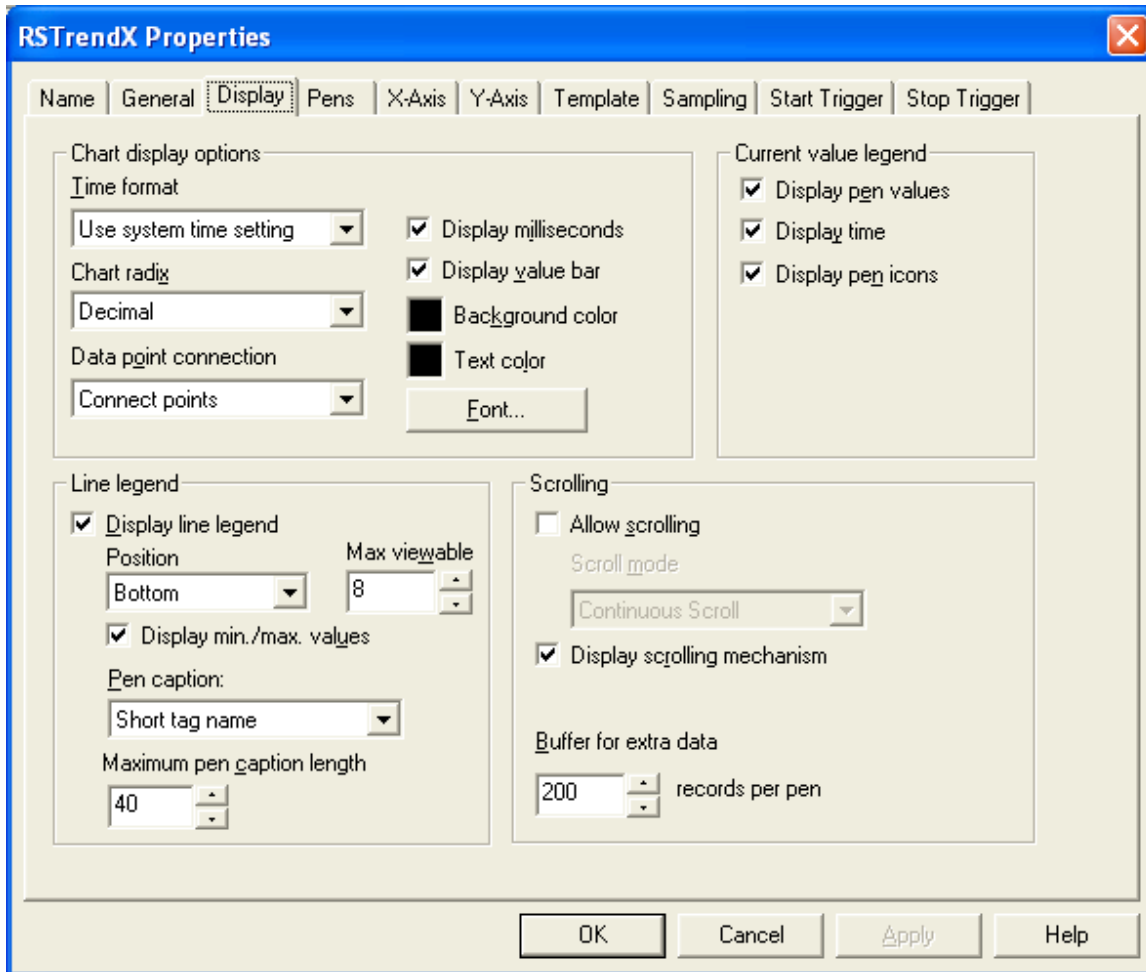 RSTrendX Properties
Name General Display Pens X-Axis Y-Axis Template Sampling Start Trigger Stop Trigger
Chart display options
Time format
Use system time setting
Chart radix
Decimal
Data point connection
Connect points
Display milliseconds
Display value bar
Background color
Text color
Font...
Current value legend
Display pen values
Display time
Display pen icons
Line legend
Display line legend
Position
Bottom
Max viewable
8
Display min./max. values
Pen caption:
Short tag name
Maximum pen caption length
40
Scrolling
Allow scrolling
Scroll mode
Continuous Scroll
Display scrolling mechanism
Buffer for extra data
200 records per pen
OK Cancel Apply Help